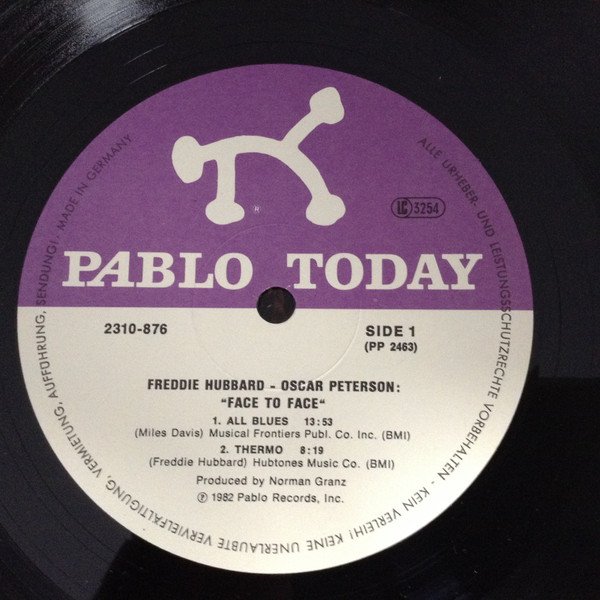 MADE IN GERMANY
ALLE URHEBER- UND LEISTUNGSSCHUTZRECHTE VORBEHALTEN - KEIN VERLEIH! KEINE UNERLAUBTE VERVIELFÄLTIGUNG, VERMIETUNG, AUFFÜHRUNG, SENDUNG!
®
LC 3254
PABLO TODAY
2310-876
SIDE 1
(PP 2463)
FREDDIE HUBBARD - OSCAR PETERSON:
"FACE TO FACE"
1. ALL BLUES 13:53
(Miles Davis) Musical Frontiers Publ. Co. Inc. (BMI)
2. THERMO 8:19
(Freddie Hubbard) Hubtones Music Co. (BMI)
Produced by Norman Granz
℗ 1982 Pablo Records, Inc.